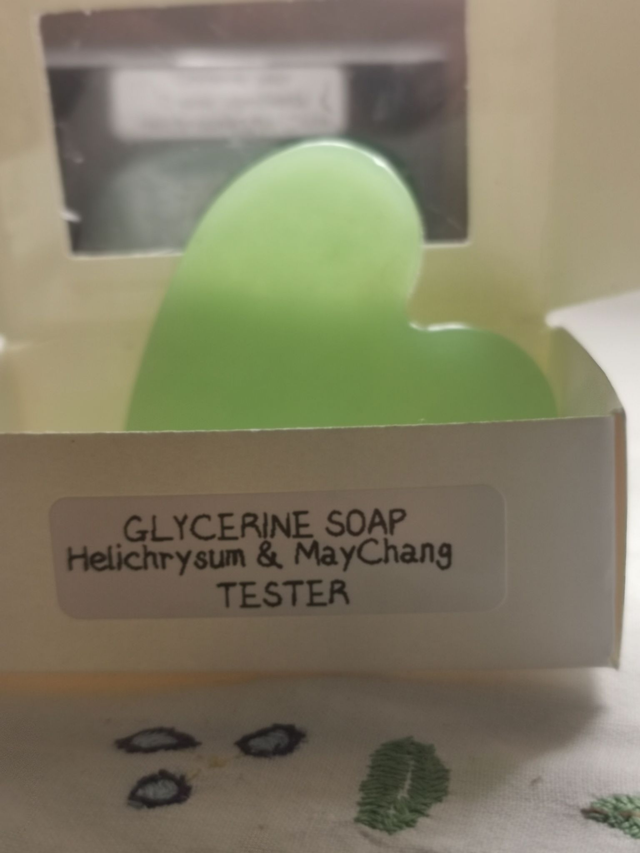 GLYCERINE SOAP
Helichrysum & MayChang
TESTER